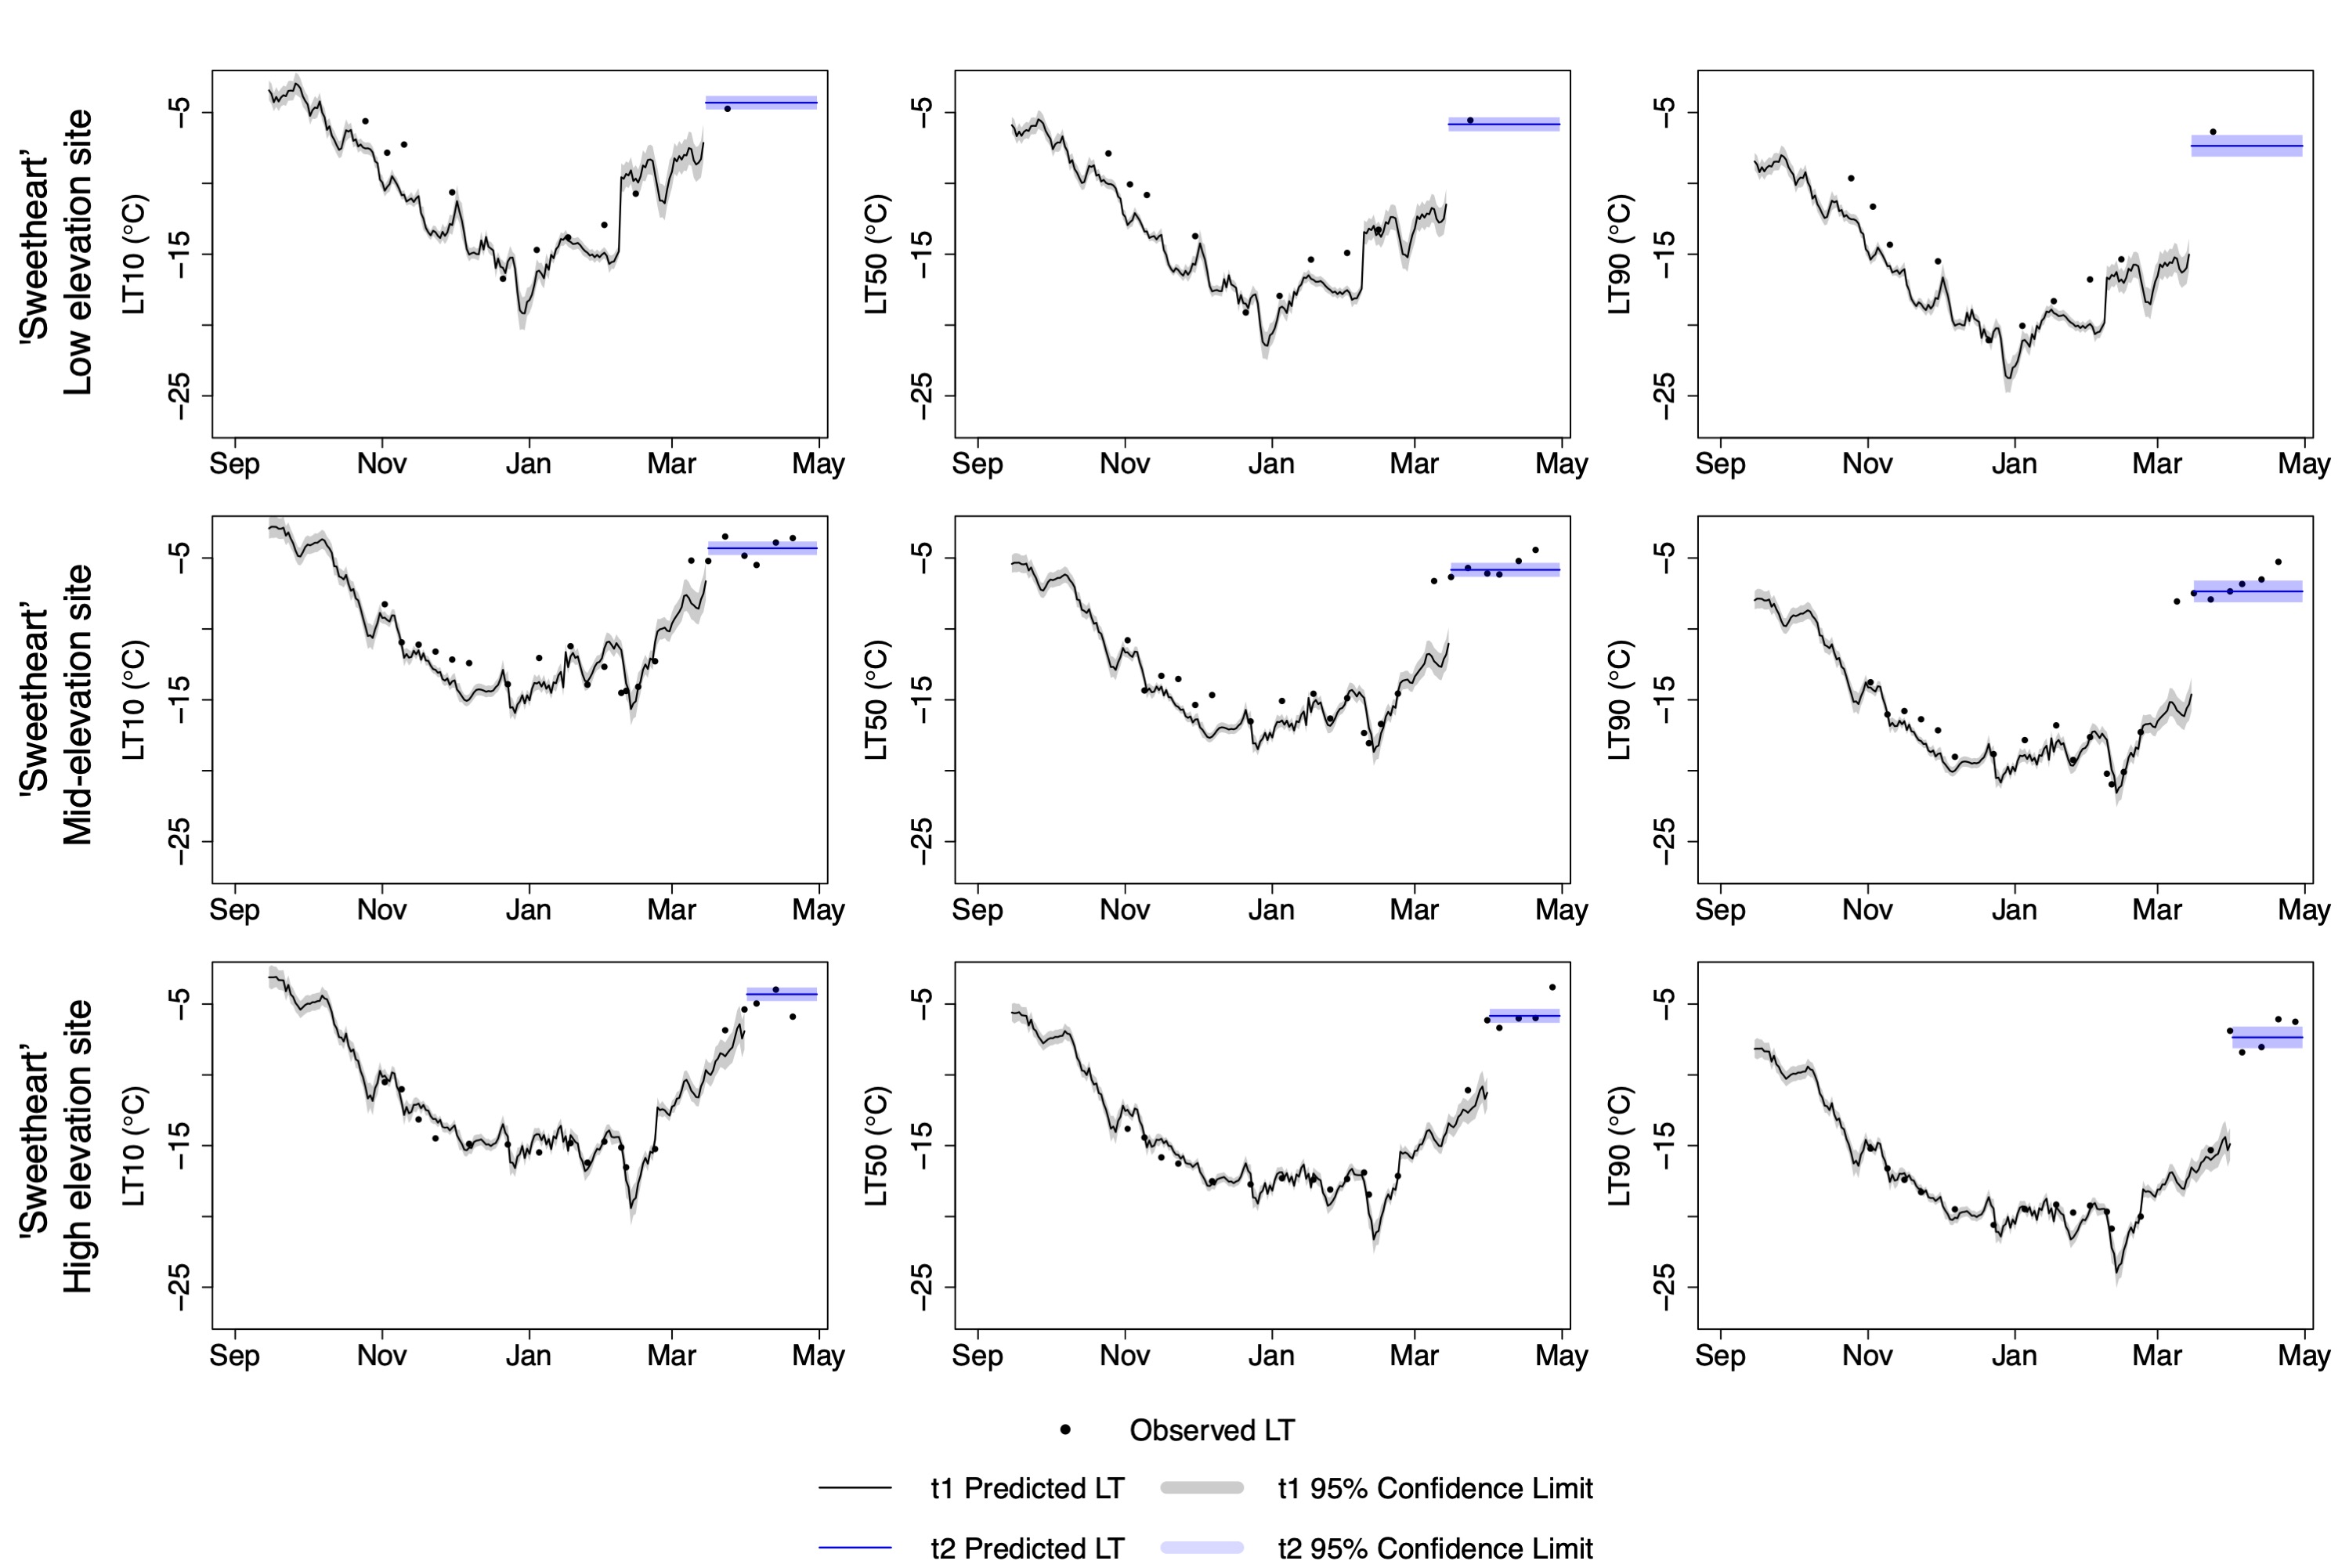 'Sweetheart'
Low elevation site
LT10 (°C)
−5
−15
−25
Sep Nov Jan Mar May
LT50 (°C)
−5
−15
−25
Sep Nov Jan Mar May
LT90 (°C)
−5
−15
−25
Sep Nov Jan Mar May
'Sweetheart'
Mid-elevation site
LT10 (°C)
−5
−15
−25
Sep Nov Jan Mar May
LT50 (°C)
−5
−15
−25
Sep Nov Jan Mar May
LT90 (°C)
−5
−15
−25
Sep Nov Jan Mar May
'Sweetheart'
High elevation site
LT10 (°C)
−5
−15
−25
Sep Nov Jan Mar May
LT50 (°C)
−5
−15
−25
Sep Nov Jan Mar May
LT90 (°C)
−5
−15
−25
Sep Nov Jan Mar May
Observed LT
t1 Predicted LT t1 95% Confidence Limit
t2 Predicted LT t2 95% Confidence Limit